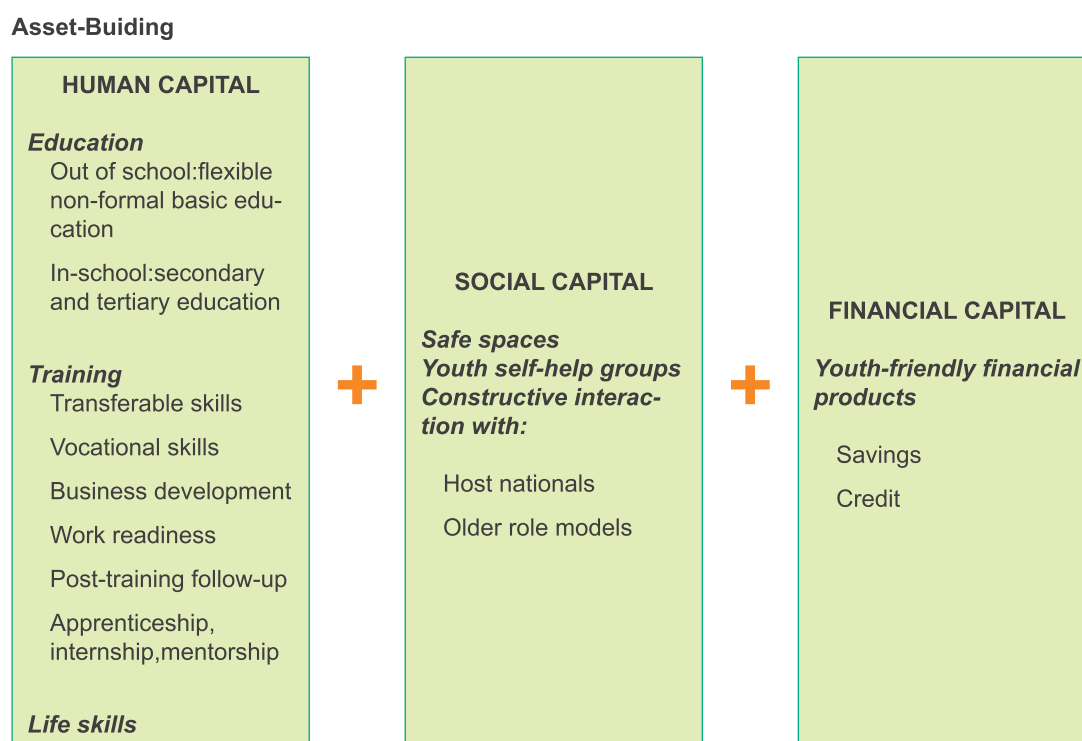 Asset-Buiding
HUMAN CAPITAL
Education
Out of school:flexible
non-formal basic edu-
cation
In-school:secondary
and tertiary education
Training
Transferable skills
Vocational skills
Business development
Work readiness
Post-training follow-up
Apprenticeship,
internship,mentorship
Life skills
SOCIAL CAPITAL
Safe spaces
Youth self-help groups
Constructive interac-
tion with:
Host nationals
Older role models
FINANCIAL CAPITAL
Youth-friendly financial
products
Savings
Credit